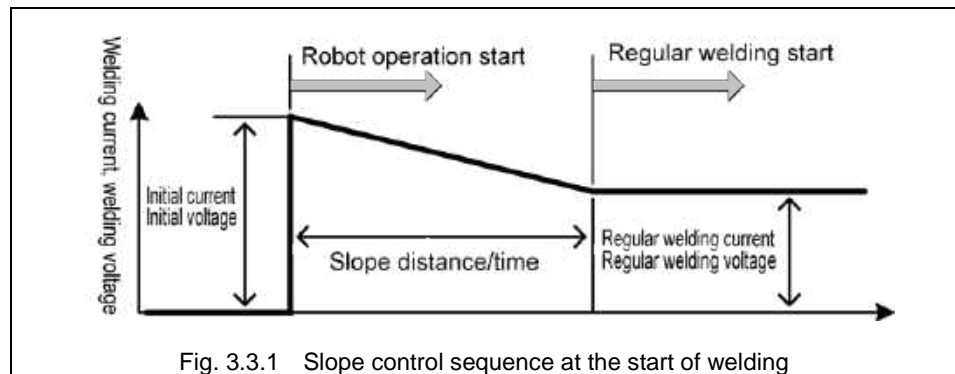 Robot operation start
Regular welding start
Welding current, welding voltage
Initial current
Initial voltage
Slope distance/time
Regular welding current
Regular welding voltage
Fig. 3.3.1 Slope control sequence at the start of welding